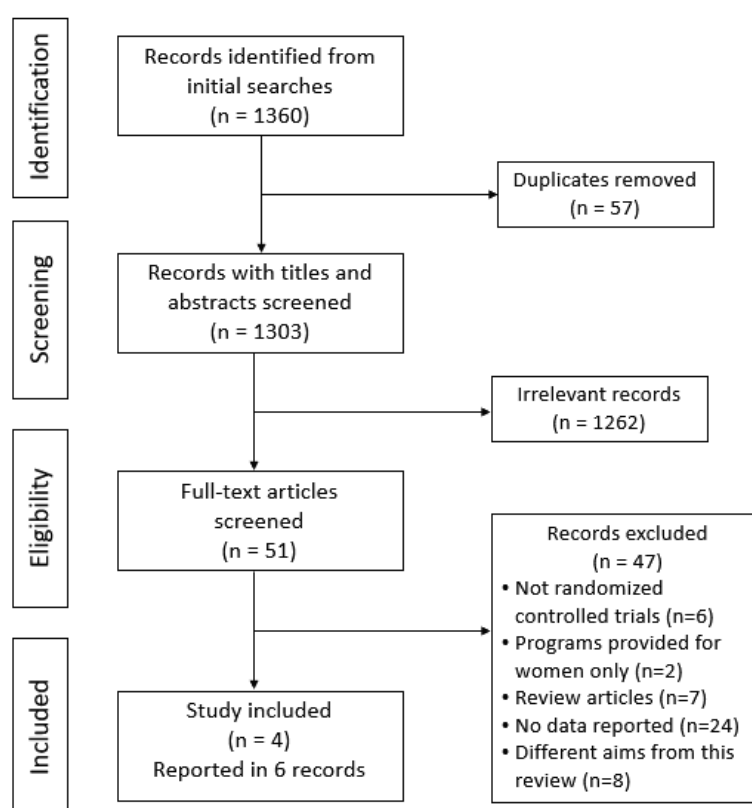 Identification
Records identified from
initial searches
(n = 1360)
Duplicates removed
(n = 57)
Screening
Records with titles and
abstracts screened
(n = 1303)
Irrelevant records
(n = 1262)
Eligibility
Full-text articles
screened
(n = 51)
Records excluded
(n = 47)
• Not randomized
controlled trials (n=6)
• Programs provided for
women only (n=2)
• Review articles (n=7)
• No data reported (n=24)
• Different aims from this
review (n=8)
Included
Study included
(n = 4)
Reported in 6 records